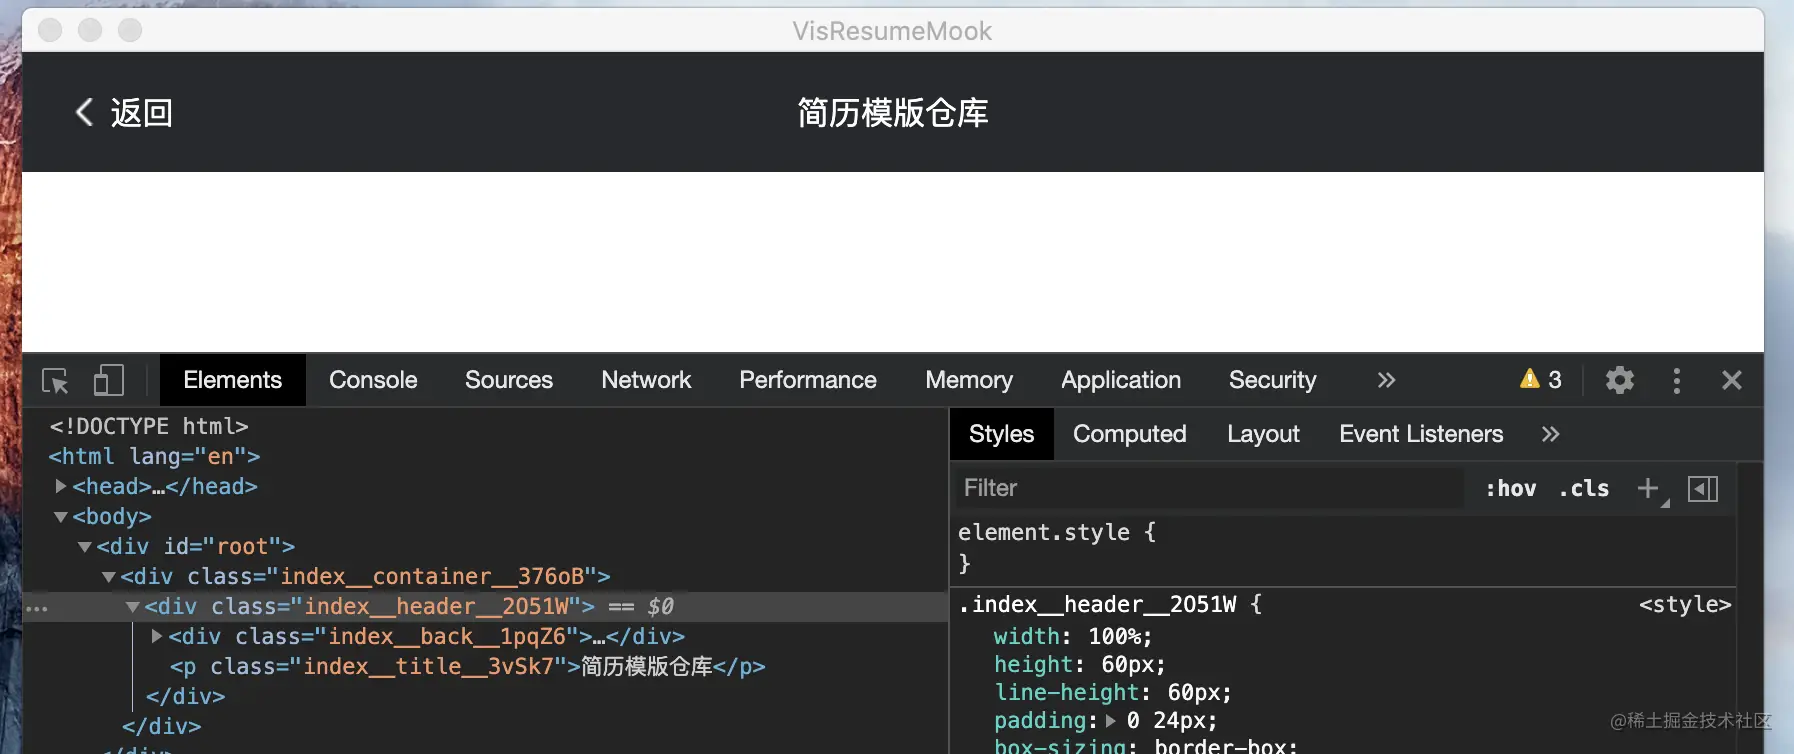 VisResumeMook
返回
简历模版仓库
Elements Console Sources Network Performance Memory Application Security » 3
<!DOCTYPE html>
<html lang="en">
<head>…</head>
<body>
<div id="root">
<div class="index__container__376oB">
<div class="index__header__2O51W"> == $0
<div class="index__back__1pqZ6">…</div>
<p class="index__title__3vSk7">简历模版仓库</p>
</div>
</div>
</div>
Styles Computed Layout Event Listeners »
Filter :hov .cls +
element.style {
}
.index__header__2O51W { <style>
width: 100%;
height: 60px;
line-height: 60px;
padding: 0 24px;
box-sizing: border-box;
@稀土掘金技术社区